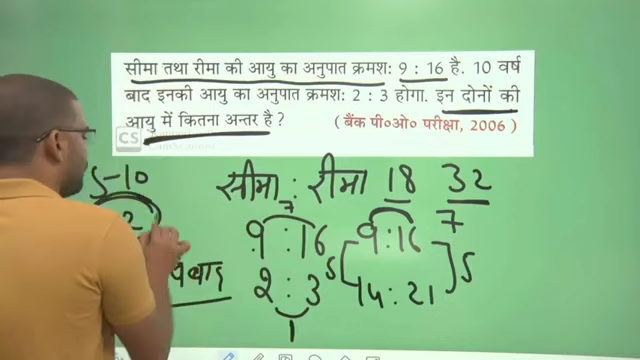 सीमा तथा रीमा की आयु का अनुपात क्रमश: 9 : 16 है. 10 वर्ष
बाद इनकी आयु का अनुपात क्रमश: 2 : 3 होगा. इन दोनों की
आयु में कितना अन्तर है ?
( बैंक पी०ओ० परीक्षा, 2006 )
CS
5-10
सीमा : रीमा 18 32
7 7
9 : 16 9 : 16
2 : 3 5 14 : 21 5
1